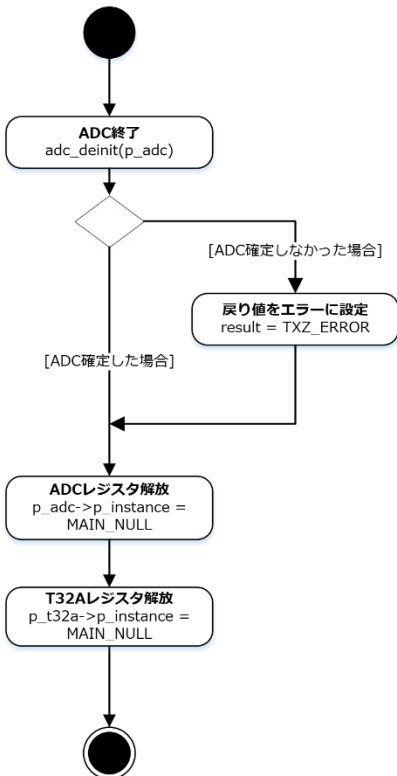 ADC終了
adc_deinit(p_adc)
[ADC確定しなかった場合]
戻り値をエラーに設定
result = TXZ_ERROR
[ADC確定した場合]
ADCレジスタ解放
p_adc->p_instance =
MAIN_NULL
T32Aレジスタ解放
p_t32a->p_instance =
MAIN_NULL